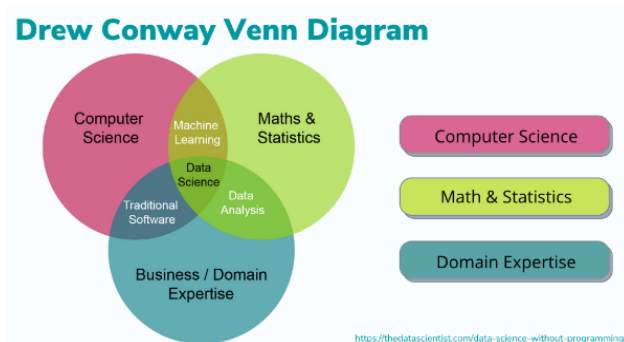 Drew Conway Venn Diagram
Computer
Science
Machine
Learning
Maths &
Statistics
Data
Science
Traditional
Software
Data
Analysis
Business / Domain
Expertise
Computer Science
Math & Statistics
Domain Expertise
https://thedatascientist.com/data-science-without-programming